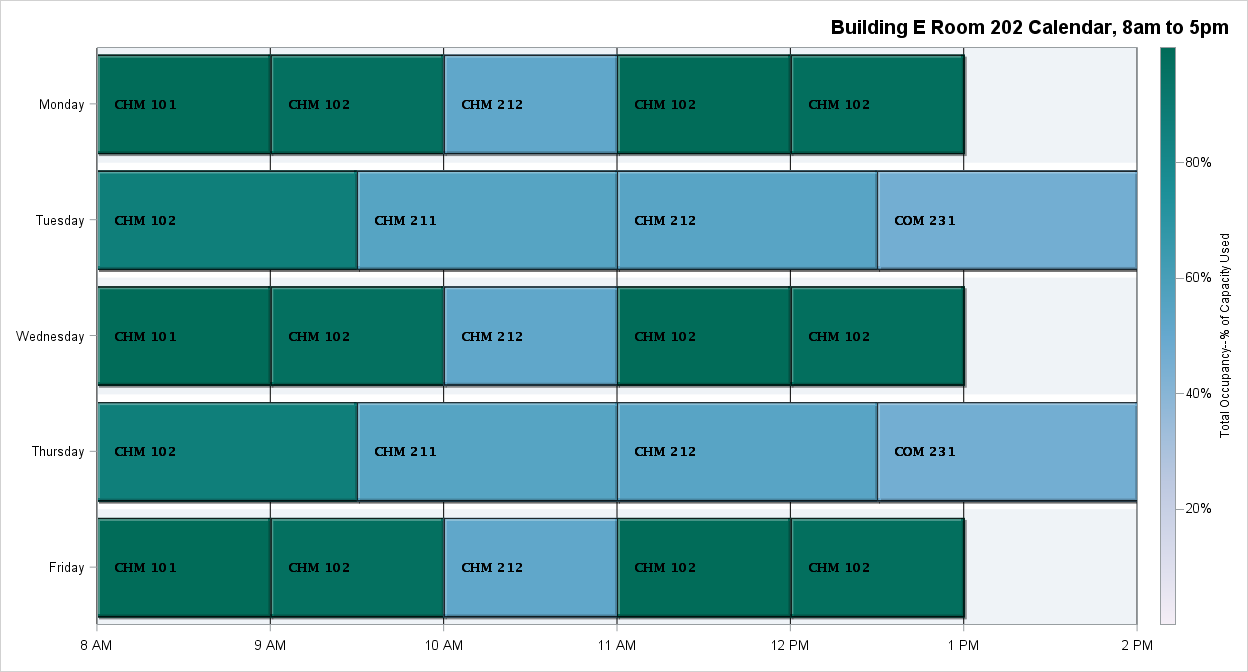 Building E Room 202 Calendar, 8am to 5pm
Monday
CHM 101
CHM 102
CHM 212
CHM 102
CHM 102
Tuesday
CHM 102
CHM 211
CHM 212
COM 231
Wednesday
CHM 101
CHM 102
CHM 212
CHM 102
CHM 102
Thursday
CHM 102
CHM 211
CHM 212
COM 231
Friday
CHM 101
CHM 102
CHM 212
CHM 102
CHM 102
8 AM
9 AM
10 AM
11 AM
12 PM
1 PM
2 PM
80%
60%
40%
20%
Total Occupancy--% of Capacity Used